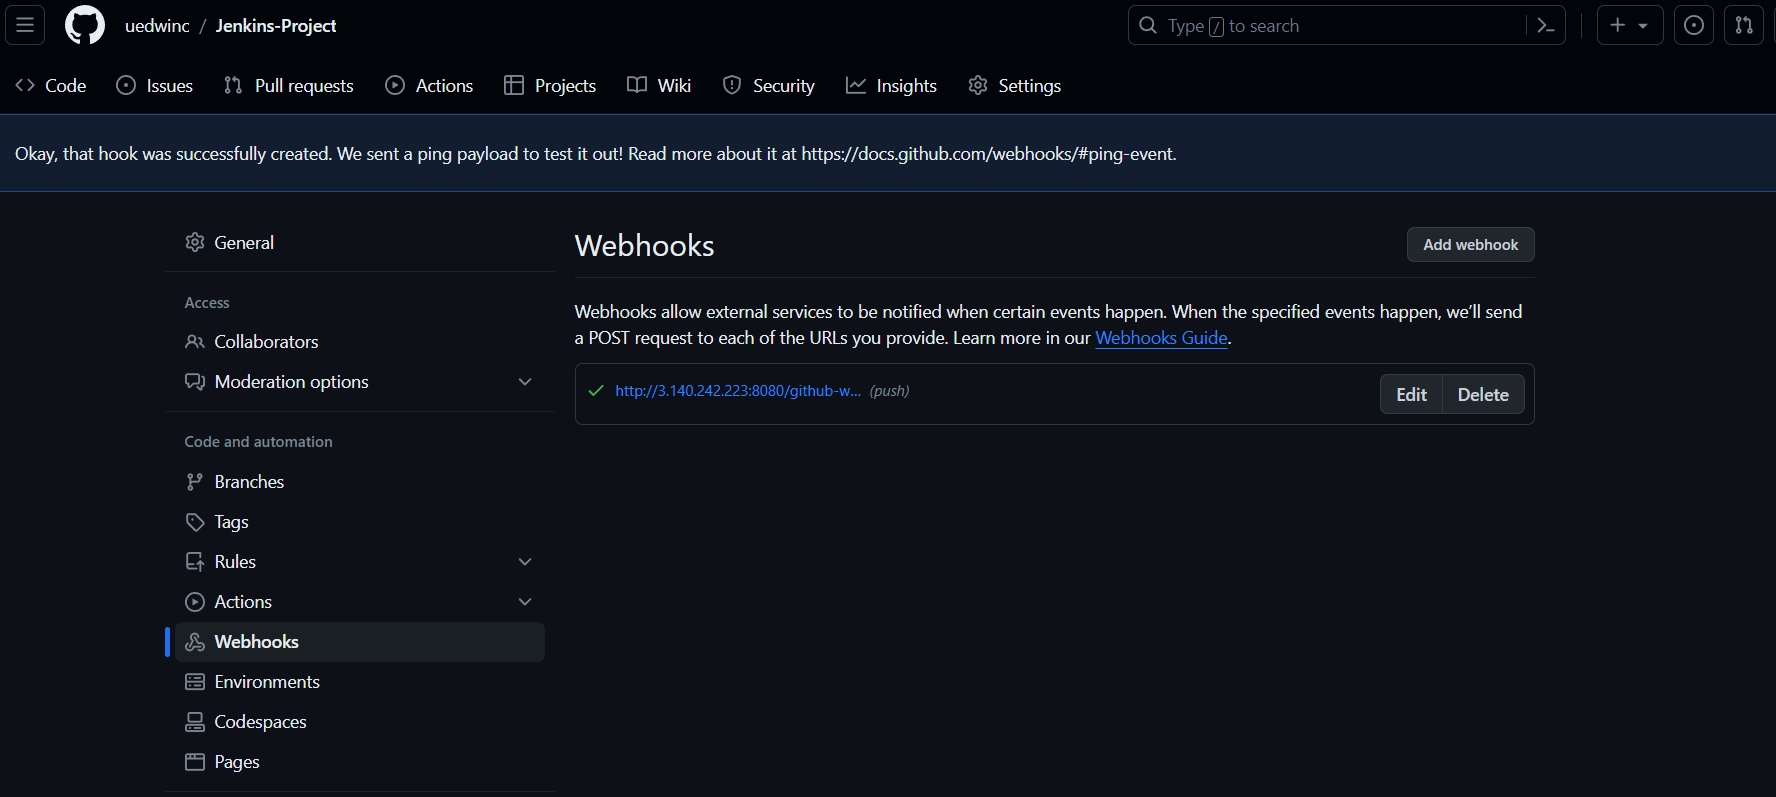 uedwinc / Jenkins-Project
Type / to search
Code Issues Pull requests Actions Projects Wiki Security Insights Settings
Okay, that hook was successfully created. We sent a ping payload to test it out! Read more about it at https://docs.github.com/webhooks/#ping-event.
General
Access
Collaborators
Moderation options
Code and automation
Branches
Tags
Rules
Actions
Webhooks
Environments
Codespaces
Pages
Webhooks
Add webhook
Webhooks allow external services to be notified when certain events happen. When the specified events happen, we’ll send
a POST request to each of the URLs you provide. Learn more in our Webhooks Guide.
http://3.140.242.223:8080/github-w... (push)
Edit Delete